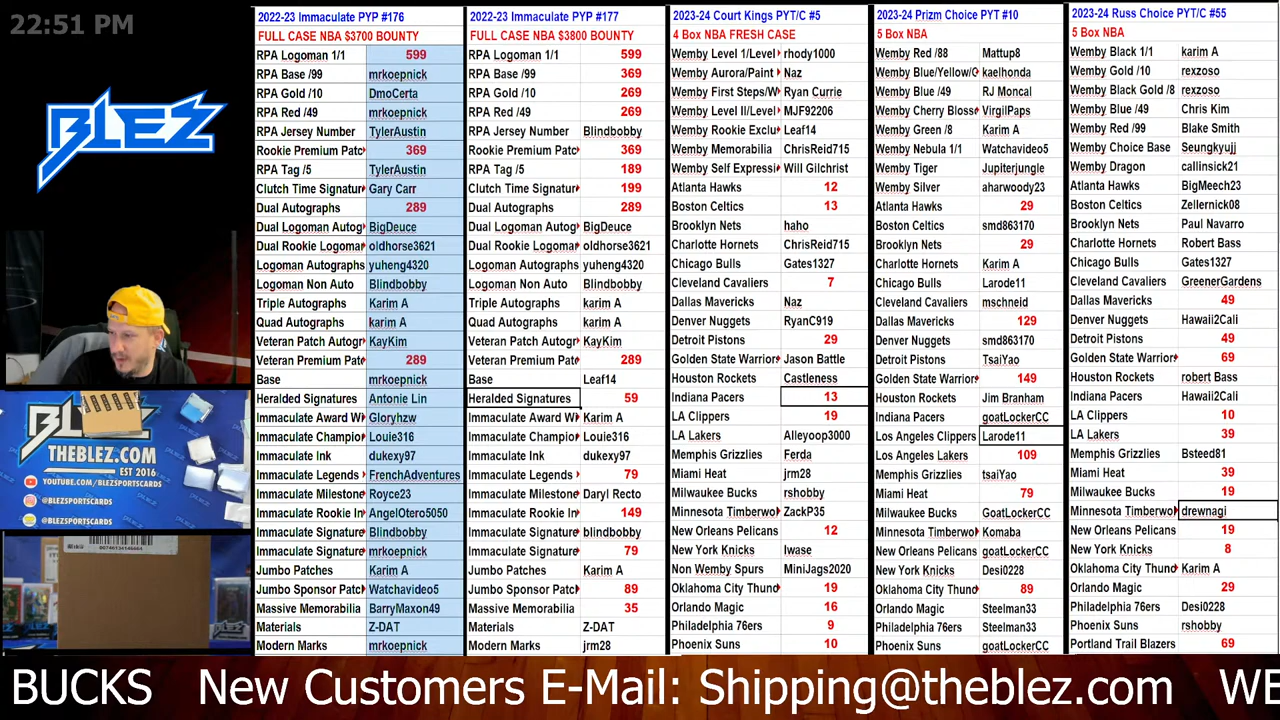 22:51 PM
BLEZ
BLEZ
THEBLEZ.COM
EST 2016
YOUTUBE.COM/BLEZSPORTSCARDS
@BLEZSPORTSCARDS
@BLEZSPORTSCARDS
2022-23 Immaculate PYP #176
FULL CASE NBA $3700 BOUNTY
RPA Logoman 1/1 599
RPA Base /99 mrkoepnick
RPA Gold /10 DmoCerta
RPA Red /49 mrkoepnick
RPA Jersey Number TylerAustin
Rookie Premium Patc 369
RPA Tag /5 TylerAustin
Clutch Time Signatur Gary Carr
Dual Autographs 289
Dual Logoman Autog BigDeuce
Dual Rookie Logoma oldhorse3621
Logoman Autographs yuheng4320
Logoman Non Auto Blindbobby
Triple Autographs Karim A
Quad Autographs karim A
Veteran Patch Autogr KayKim
Veteran Premium Pat 289
Base mrkoepnick
Heralded Signatures Antonie Lin
Immaculate Award Wi Gloryhzw
Immaculate Champio Louie316
Immaculate Ink dukexy97
Immaculate Legends FrenchAdventures
Immaculate Milestone Royce23
Immaculate Rookie In AngelOtero5050
Immaculate Signature Blindbobby
Immaculate Signature mrkoepnick
Jumbo Patches Karim A
Jumbo Sponsor Patc Watchavideo5
Massive Memorabilia BarryMaxon49
Materials Z-DAT
Modern Marks mrkoepnick
2022-23 Immaculate PYP #177
FULL CASE NBA $3800 BOUNTY
RPA Logoman 1/1 599
RPA Base /99 369
RPA Gold /10 269
RPA Red /49 269
RPA Jersey Number Blindbobby
Rookie Premium Patc 369
RPA Tag /5 189
Clutch Time Signatur 199
Dual Autographs 289
Dual Logoman Autog BigDeuce
Dual Rookie Logoma oldhorse3621
Logoman Autographs yuheng4320
Logoman Non Auto Blindbobby
Triple Autographs karim A
Quad Autographs karim A
Veteran Patch Autogr KayKim
Veteran Premium Pat 289
Base Leaf14
Heralded Signatures 59
Immaculate Award Wi Karim A
Immaculate Champio Louie316
Immaculate Ink dukexy97
Immaculate Legends 79
Immaculate Milestone Daryl Recto
Immaculate Rookie In 149
Immaculate Signature blindbobby
Immaculate Signature 79
Jumbo Patches Karim A
Jumbo Sponsor Patc 89
Massive Memorabilia 35
Materials Z-DAT
Modern Marks jrm28
2023-24 Court Kings PYT/C #5
4 Box NBA FRESH CASE
Wemby Level 1/Level rhody1000
Wemby Aurora/Paint Naz
Wemby First Steps/W Ryan Currie
Wemby Level II/Level MJF92206
Wemby Rookie Exclu Leaf14
Wemby Memorabilia ChrisReid715
Wemby Self Expressi Will Gilchrist
Atlanta Hawks 12
Boston Celtics 13
Brooklyn Nets haho
Charlotte Hornets ChrisReid715
Chicago Bulls Gates1327
Cleveland Cavaliers 7
Dallas Mavericks Naz
Denver Nuggets RyanC919
Detroit Pistons 29
Golden State Warrior Jason Battle
Houston Rockets Castleness
Indiana Pacers 13
LA Clippers 19
LA Lakers Alleyoop3000
Memphis Grizzlies Ferda
Miami Heat jrm28
Milwaukee Bucks rshobby
Minnesota Timberwo ZackP35
New Orleans Pelicans 12
New York Knicks Iwase
Non Wemby Spurs MiniJags2020
Oklahoma City Thund 19
Orlando Magic 16
Philadelphia 76ers 9
Phoenix Suns 10
2023-24 Prizm Choice PYT #10
5 Box NBA
Wemby Red /88 Mattup8
Wemby Blue/Yellow/G kaelhonda
Wemby Blue /49 RJ Moncal
Wemby Cherry Blosso VirgilPaps
Wemby Green /8 Karim A
Wemby Nebula 1/1 Watchavideo5
Wemby Tiger Jupiterjungle
Wemby Silver aharwoody23
Atlanta Hawks 29
Boston Celtics smd863170
Brooklyn Nets 29
Charlotte Hornets Karim A
Chicago Bulls Larode11
Cleveland Cavaliers mschneid
Dallas Mavericks 129
Denver Nuggets smd863170
Detroit Pistons TsaiYao
Golden State Warrior 149
Houston Rockets Jim Branham
Indiana Pacers goatLockerCC
Los Angeles Clippers Larode11
Los Angeles Lakers 109
Memphis Grizzlies tsaiYao
Miami Heat 79
Milwaukee Bucks GoatLockerCC
Minnesota Timberwo Komaba
New Orleans Pelicans goatLockerCC
New York Knicks Desi0228
Oklahoma City Thund 89
Orlando Magic Steelman33
Philadelphia 76ers Steelman33
Phoenix Suns goatLockerCC
2023-24 Russ Choice PYT/C #55
5 Box NBA
Wemby Black 1/1 karim A
Wemby Gold /10 rexzoso
Wemby Black Gold /8 rexzoso
Wemby Blue /49 Chris Kim
Wemby Red /99 Blake Smith
Wemby Choice Base Seungkyujj
Wemby Dragon callinsick21
Atlanta Hawks BigMeech23
Boston Celtics Zellernick08
Brooklyn Nets Paul Navarro
Charlotte Hornets Robert Bass
Chicago Bulls Gates1327
Cleveland Cavaliers GreenerGardens
Dallas Mavericks 49
Denver Nuggets Hawaii2Cali
Detroit Pistons 49
Golden State Warrior 69
Houston Rockets robert Bass
Indiana Pacers Hawaii2Cali
LA Clippers 10
LA Lakers 39
Memphis Grizzlies Bsteed81
Miami Heat 39
Milwaukee Bucks 19
Minnesota Timberwo drewnagi
New Orleans Pelicans 19
New York Knicks 8
Oklahoma City Thund Karim A
Orlando Magic 29
Philadelphia 76ers Desi0228
Phoenix Suns rshobby
Portland Trail Blazers 69
BUCKS New Customers E-Mail: Shipping@theblez.com WE